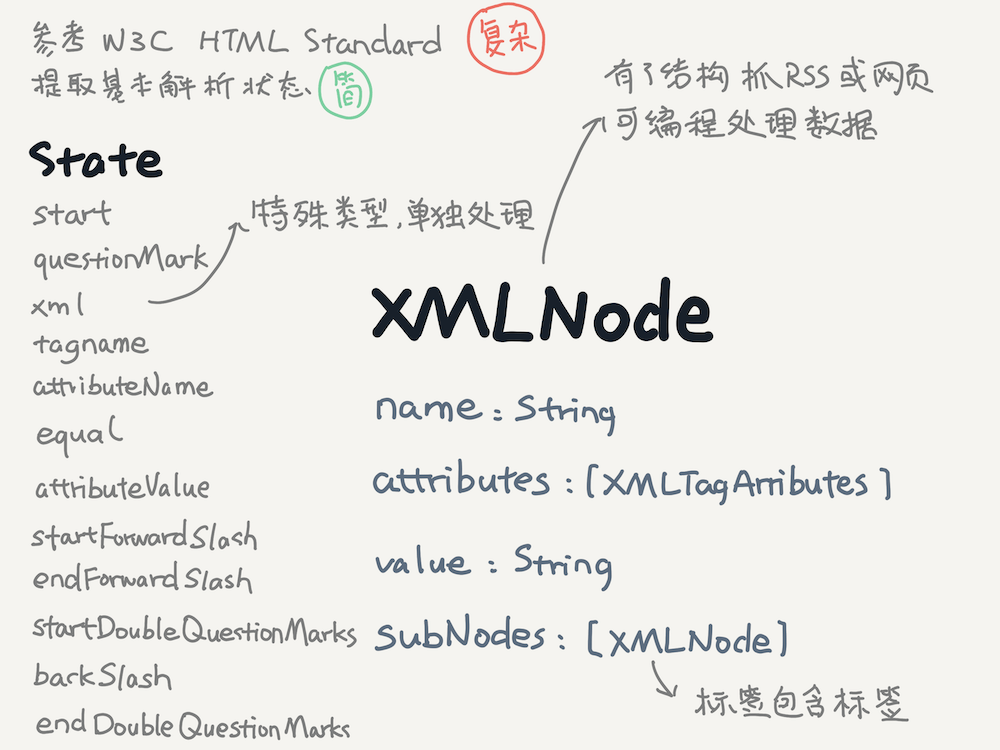 参考 W3C HTML Standard 复杂
提取基本解析状态 简
State
start
questionMark
xml
特殊类型,单独处理
tagname
attributeName
equal
attributeValue
startForwardSlash
endForwardSlash
startDoubleQuestionMarks
backSlash
endDoubleQuestionMarks
有了结构 抓RSS或网页
可编程处理数据
XMLNode
name: String
attributes: [XMLTagArributes]
value: String
subNodes: [XMLNode]
标签包含标签